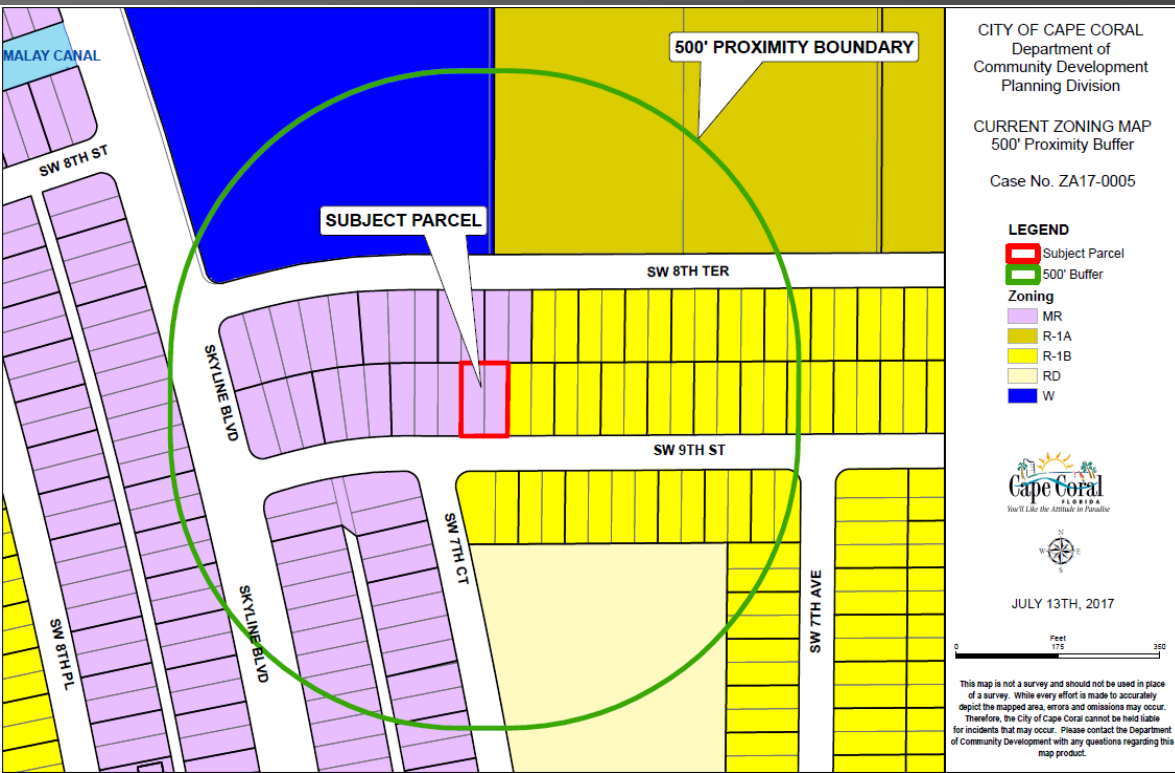 MALAY CANAL
500' PROXIMITY BOUNDARY
SW 8TH ST
SUBJECT PARCEL
SW 8TH TER
SKYLINE BLVD
SW 9TH ST
SW 7TH CT
SKYLINE BLVD
SW 7TH AVE
SW 8TH PL
CITY OF CAPE CORAL
Department of
Community Development
Planning Division
CURRENT ZONING MAP
500' Proximity Buffer
Case No. ZA17-0005
LEGEND
Subject Parcel
500' Buffer
Zoning
MR
R-1A
R-1B
RD
W
Cape Coral
FLORIDA
You'll Like the Attitude in Paradise
N
W E
S
JULY 13TH, 2017
Feet
0 175 350
This map is not a survey and should not be used in place
of a survey. While every effort is made to accurately
depict the mapped area, errors and omissions may occur.
Therefore, the City of Cape Coral cannot be held liable
for incidents that may occur. Please contact the Department
of Community Development with any questions regarding this
map product.